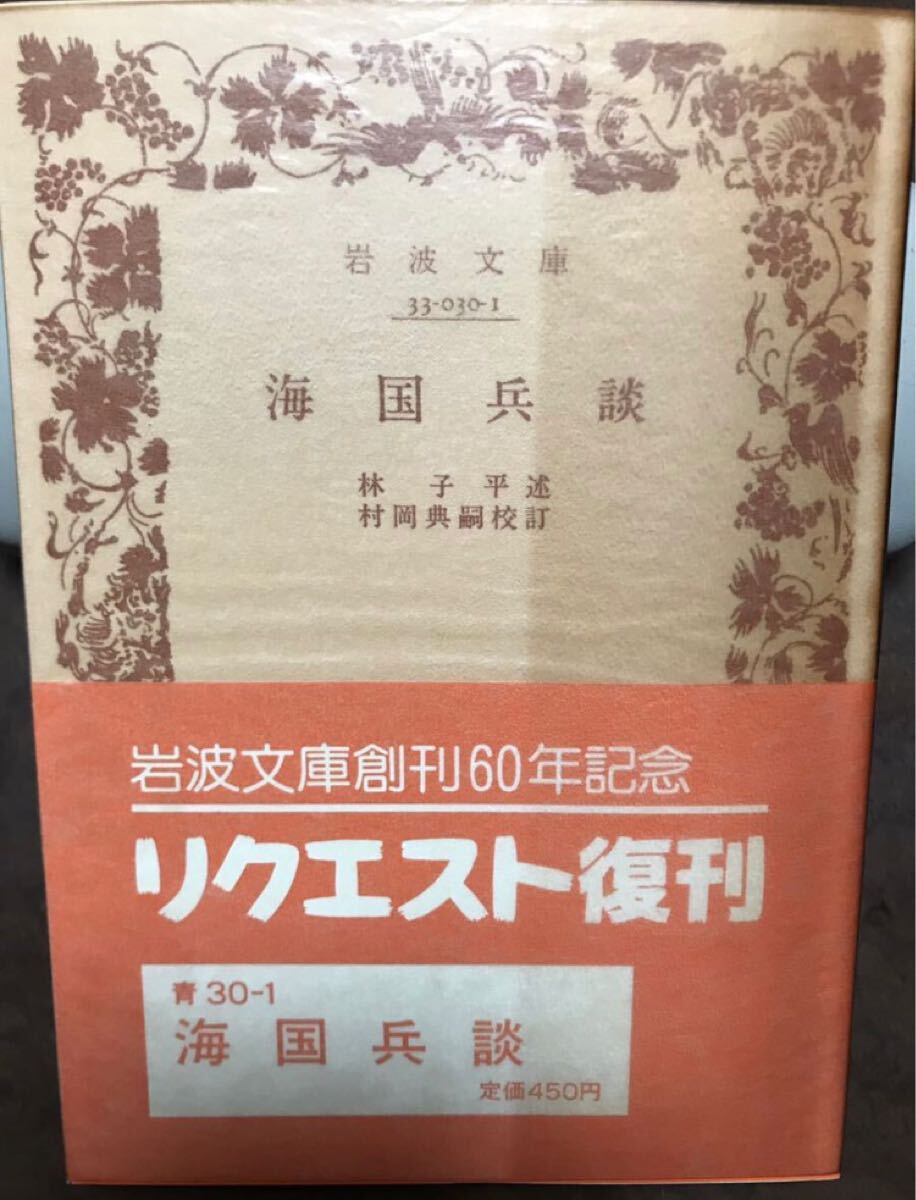 岩波文庫
33-030-1
海国兵談
林子平述
村岡典嗣校訂
岩波文庫創刊60年記念
リクエスト復刊
青30-1
海国兵談
定価450円